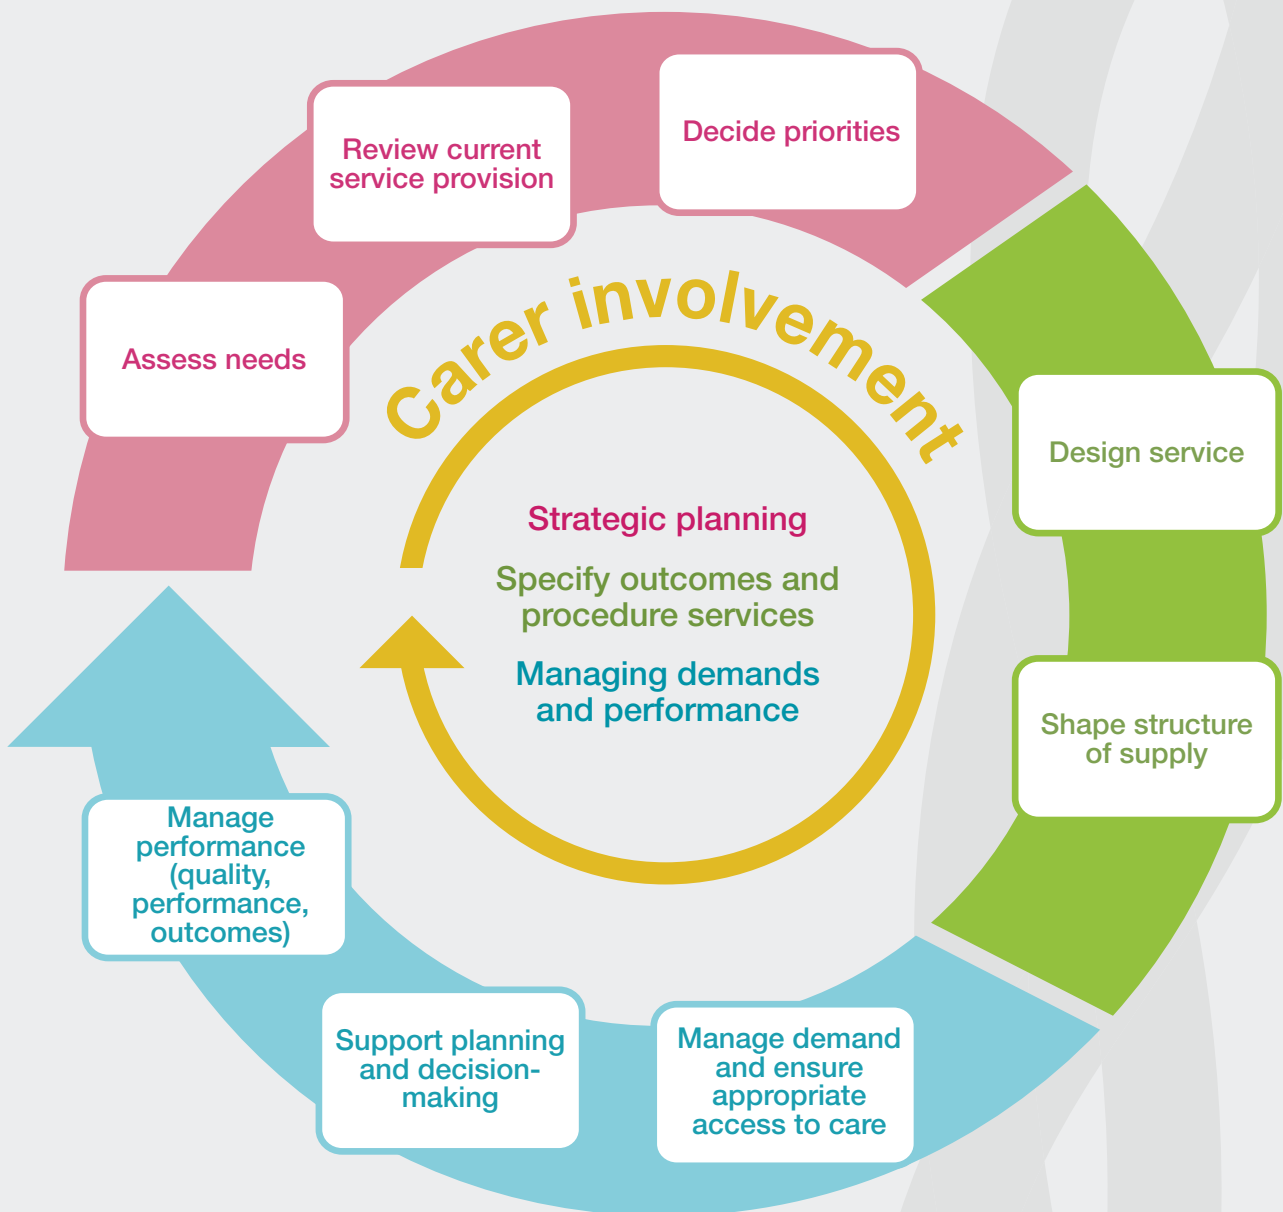 Decide priorities
Review current
service provision
Assess needs
Carer involvement
Design service
Strategic planning
Specify outcomes and
procedure services
Managing demands
and performance
Shape structure
of supply
Manage
performance
(quality,
performance,
outcomes)
Support planning
and decision-
making
Manage demand
and ensure
appropriate
access to care